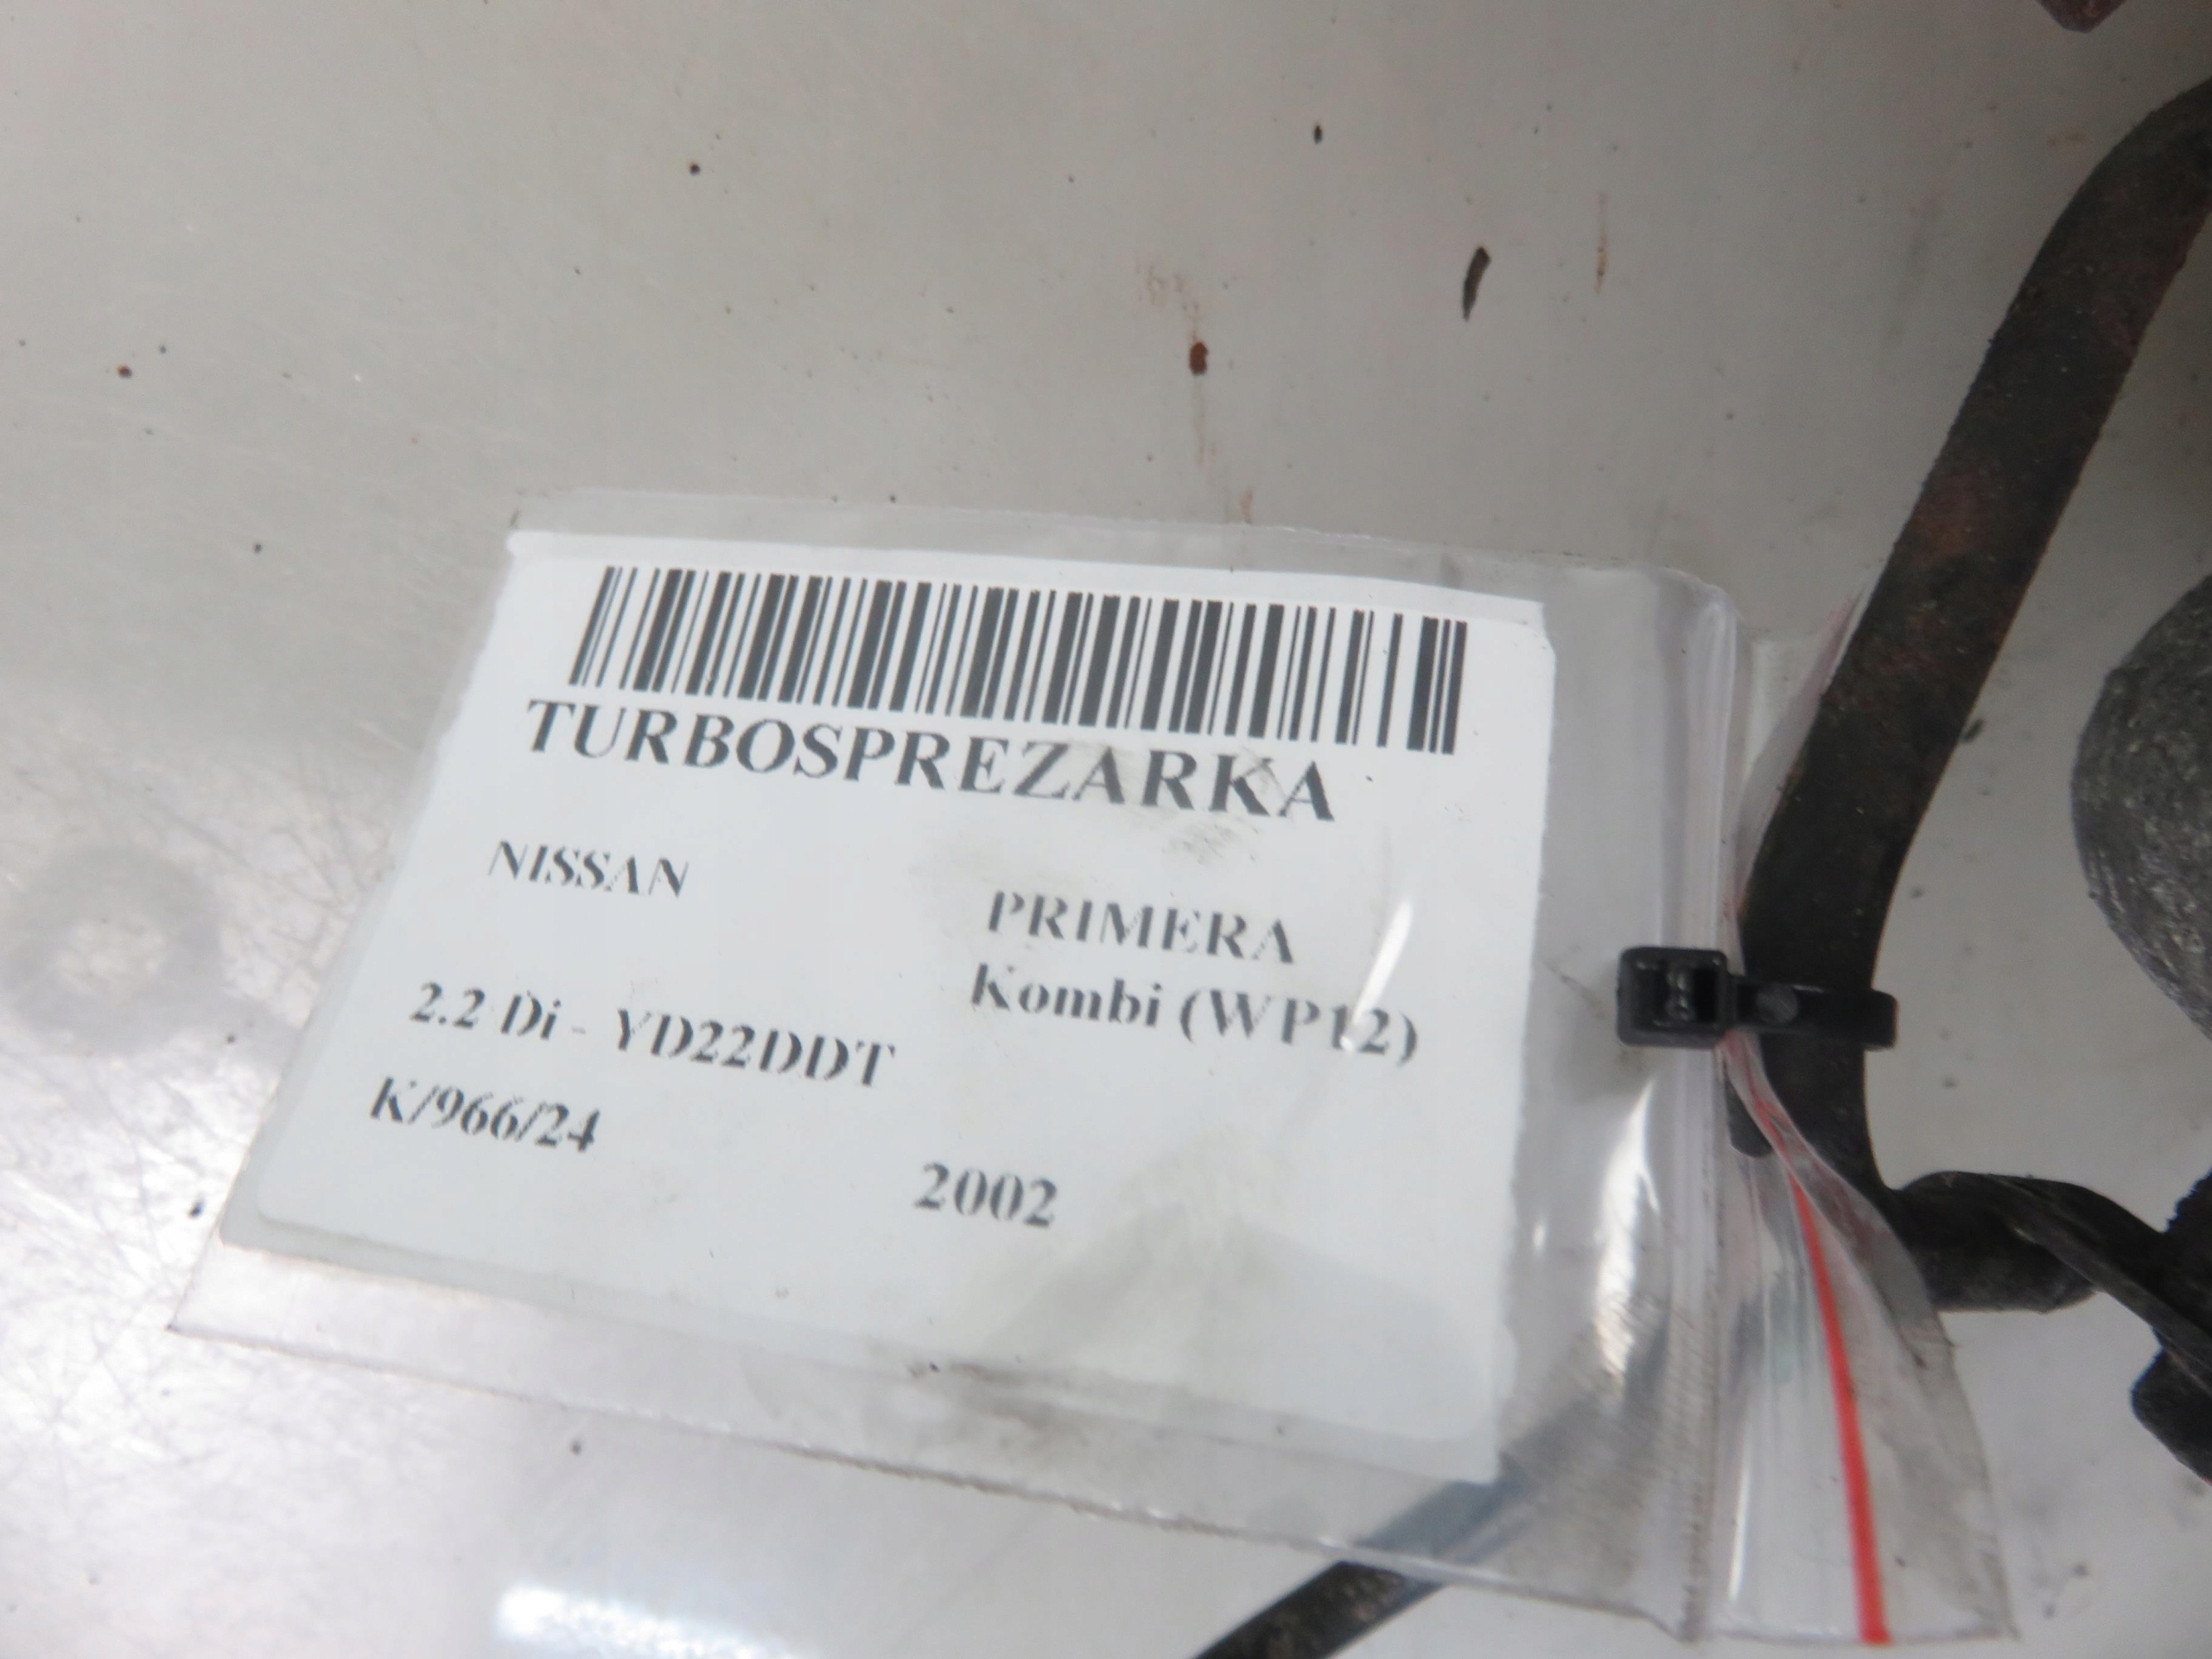 TURBOSPREZARKA
NISSAN
PRIMERA
Kombi (WP12)
2.2 Di - YD22DDT
K/966/24
2002